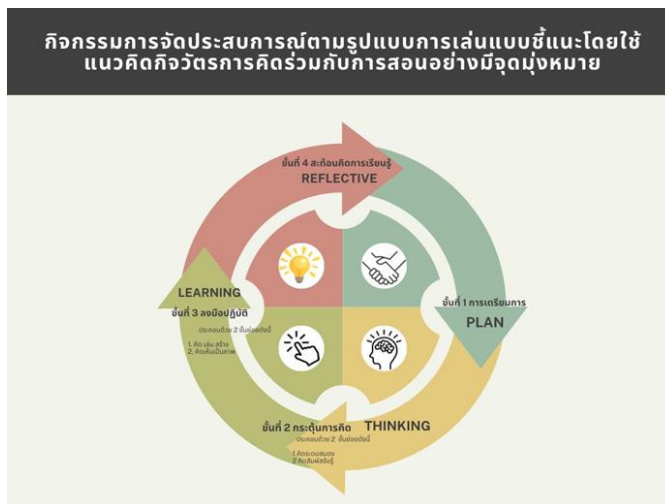 กิจกรรมการจัดประสบการณ์ตามรูปแบบการเล่นแบบชี้แนะโดยใช้
แนวคิดกิจวัตรการคิดร่วมกับการสอนอย่างมีจุดมุ่งหมาย
ขั้นที่ 4 สะท้อนคิดการเรียนรู้
REFLECTIVE
ขั้นที่ 1 การเตรียมการ
PLAN
ขั้นที่ 2 กระตุ้นการคิด THINKING
ประกอบด้วย 2 ขั้นย่อยดังนี้
1.คิดระดมสมอง
2.คิดสัมผัสรับรู้
LEARNING
ขั้นที่ 3 ลงมือปฏิบัติ
ประกอบด้วย 2 ขั้นย่อยดังนี้
1. คิด เล่น สร้าง
2. คิดเห็นเป็นภาพ